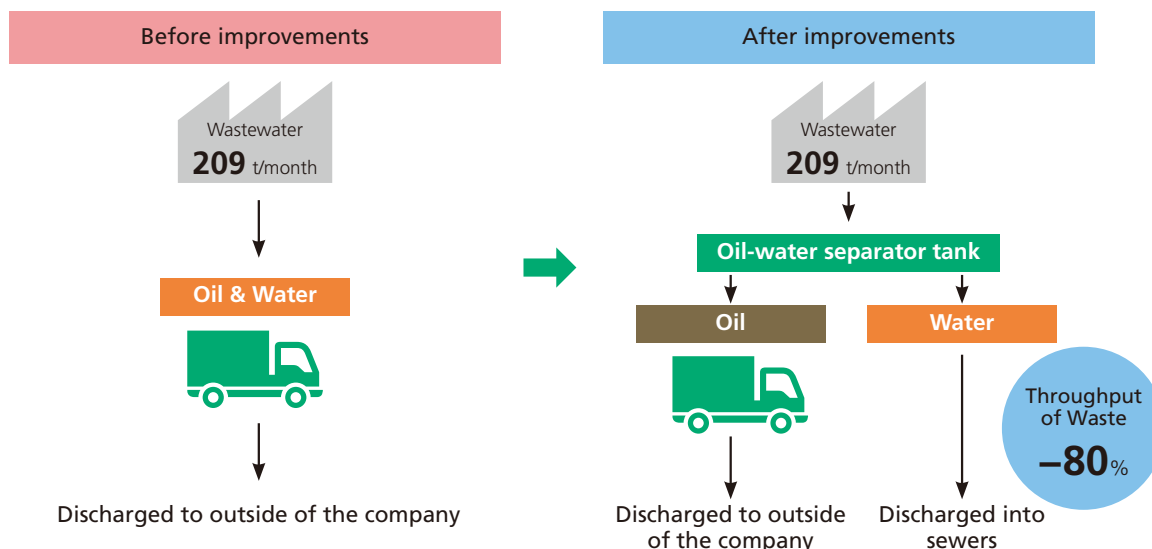 Before improvements
Wastewater
209 t/month
Oil & Water
Discharged to outside of the company
After improvements
Wastewater
209 t/month
Oil-water separator tank
Oil
Water
Throughput
of Waste
–80%
Discharged to outside
of the company
Discharged into
sewers